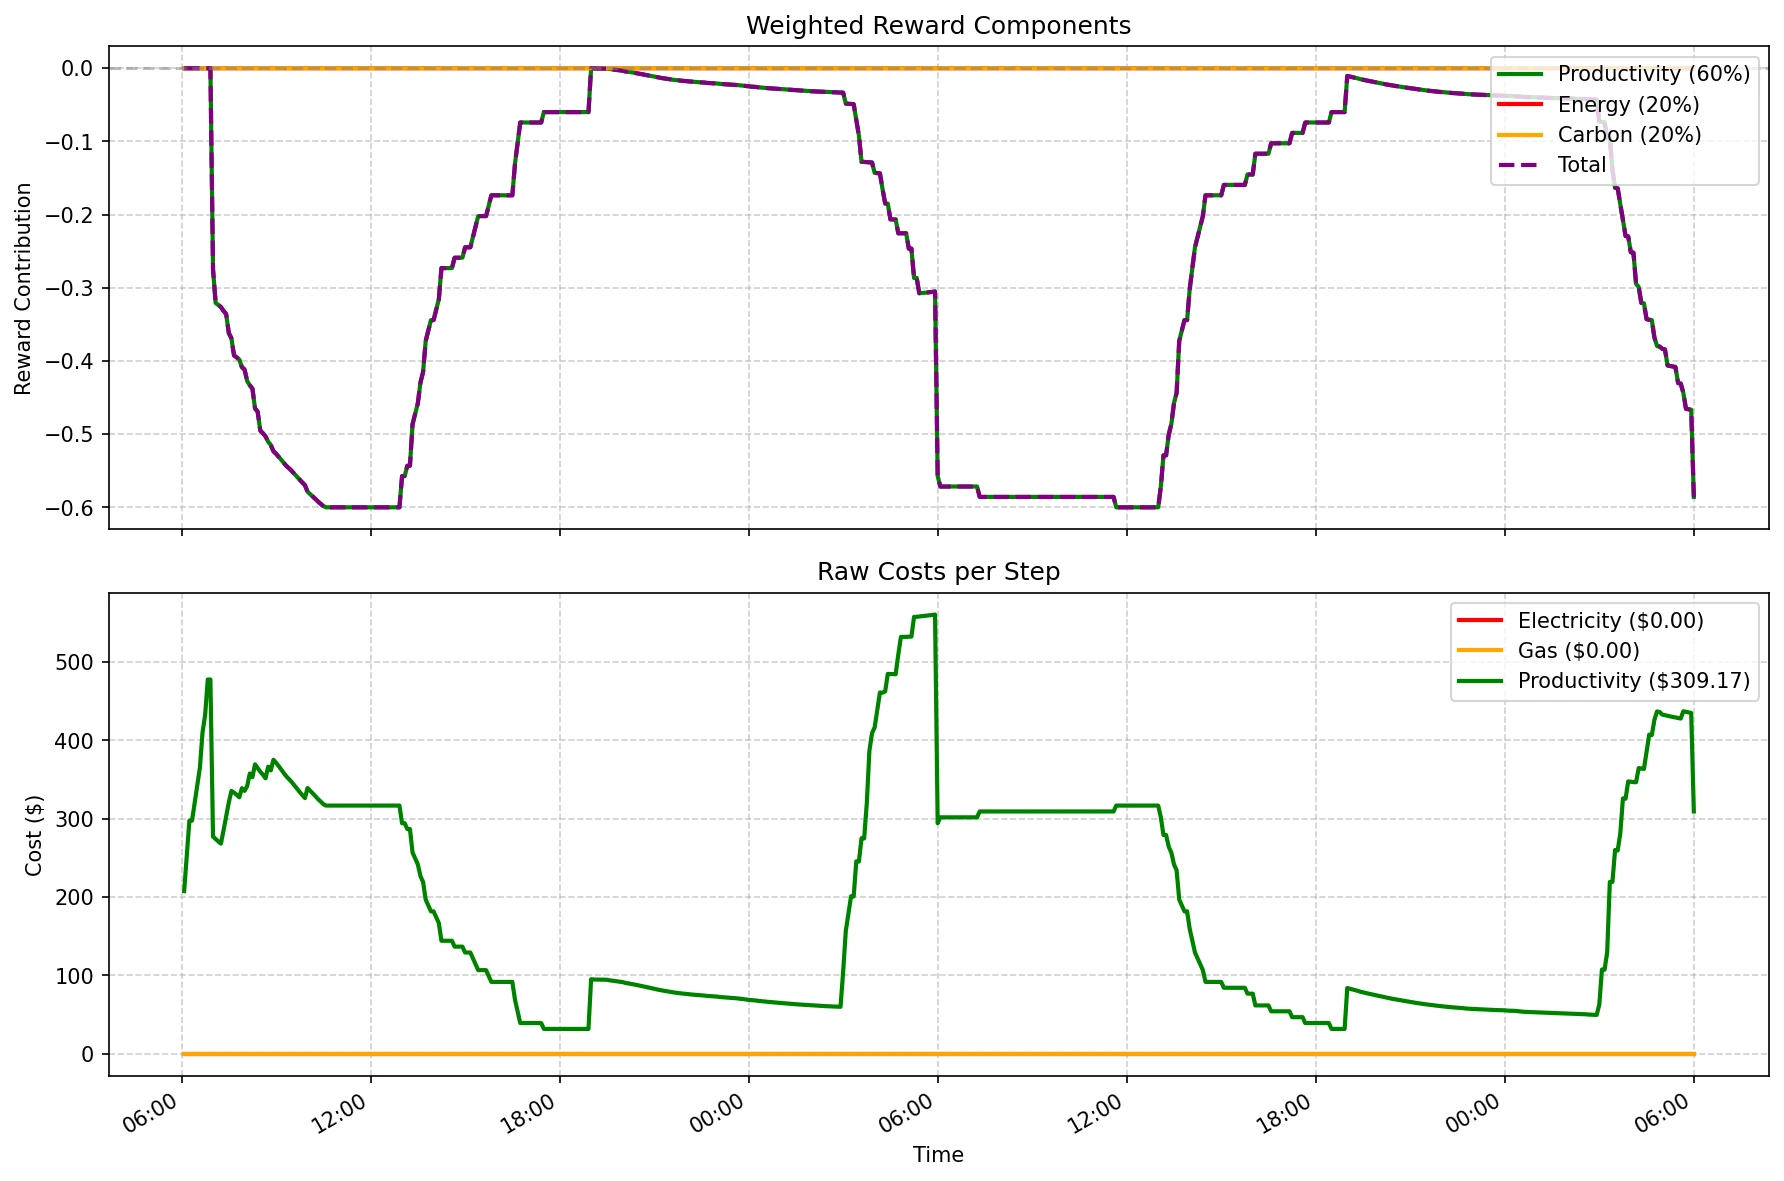 Weighted Reward Components
Reward Contribution
0.0
−0.1
−0.2
−0.3
−0.4
−0.5
−0.6
Productivity (60%)
Energy (20%)
Carbon (20%)
Total
Raw Costs per Step
Cost ($)
500
400
300
200
100
0
Electricity ($0.00)
Gas ($0.00)
Productivity ($309.17)
06:00
12:00
18:00
00:00
06:00
12:00
18:00
00:00
06:00
Time